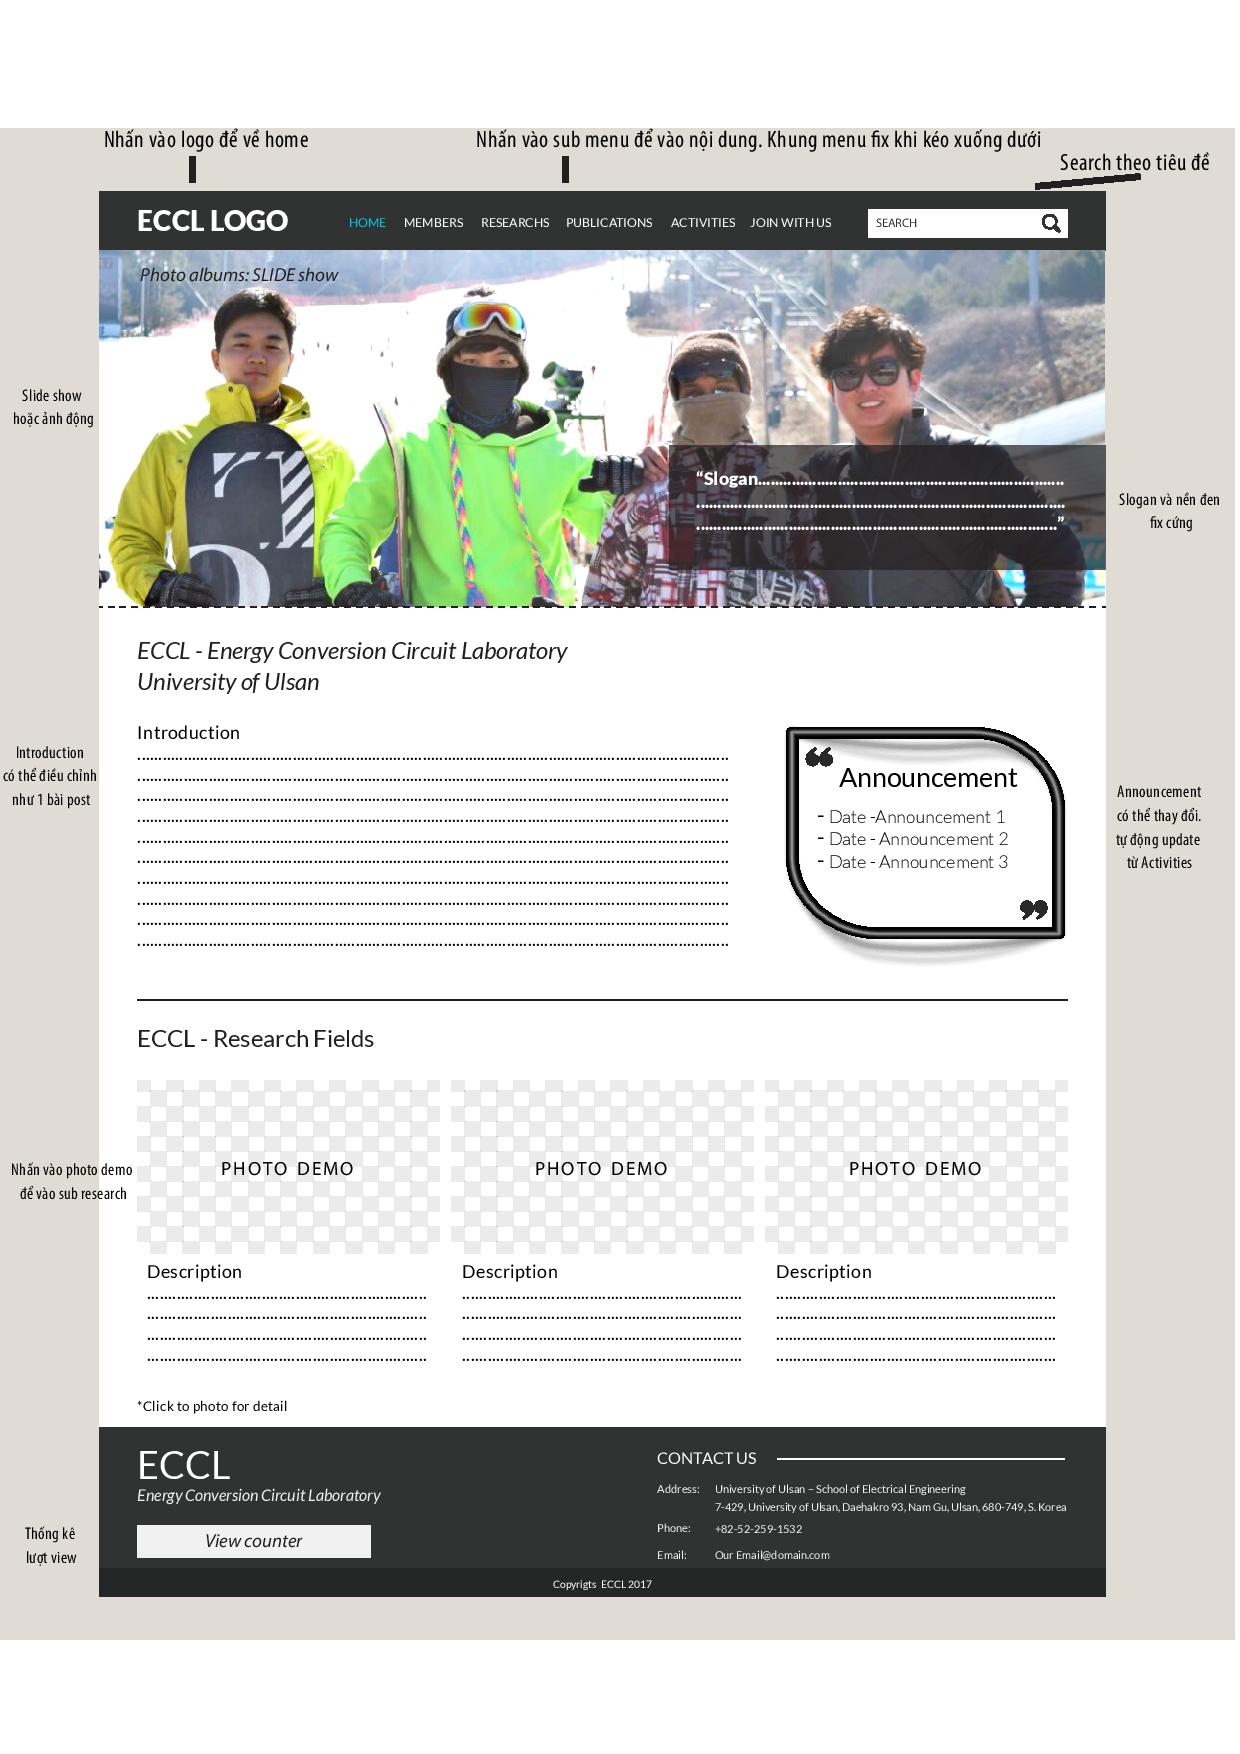 Nhấn vào logo để về home
Nhấn vào sub menu để vào nội dung. Khung menu fix khi kéo xuống dưới
Search theo tiêu đề
ECCL LOGO
HOME MEMBERS RESEARCHS PUBLICATIONS ACTIVITIES JOIN WITH US
SEARCH
Photo albums: SLIDE show
Slide show
hoặc ảnh động
“Slogan...............................................................................
................................................................................................
..............................................................................................”
Slogan và nền đen
fix cứng
ECCL - Energy Conversion Circuit Laboratory
University of Ulsan
Introduction
Introduction
có thể điều chỉnh
như 1 bài post
Announcement
- Date -Announcement 1
- Date - Announcement 2
- Date - Announcement 3
Announcement
có thể thay đổi.
tự động update
từ Activities
ECCL - Research Fields
PHOTO DEMO
PHOTO DEMO
PHOTO DEMO
Nhấn vào photo demo
để vào sub research
Description
Description
Description
*Click to photo for detail
ECCL
Energy Conversion Circuit Laboratory
View counter
Thống kê
lượt view
CONTACT US
Address: University of Ulsan – School of Electrical Engineering
7-429, University of Ulsan, Daehakro 93, Nam Gu, Ulsan, 680-749, S. Korea
Phone: +82-52-259-1532
Email: Our Email@domain.com
Copyrigts ECCL 2017